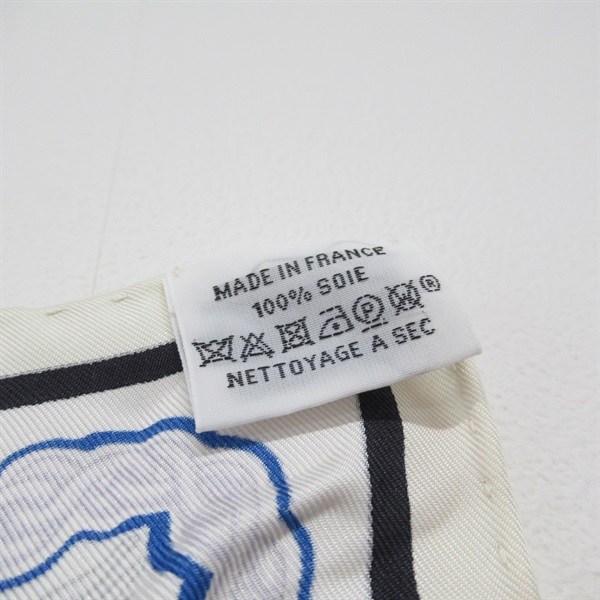 MADE IN FRANCE
100% SOIE
P W ®
NETTOYAGE A SEC